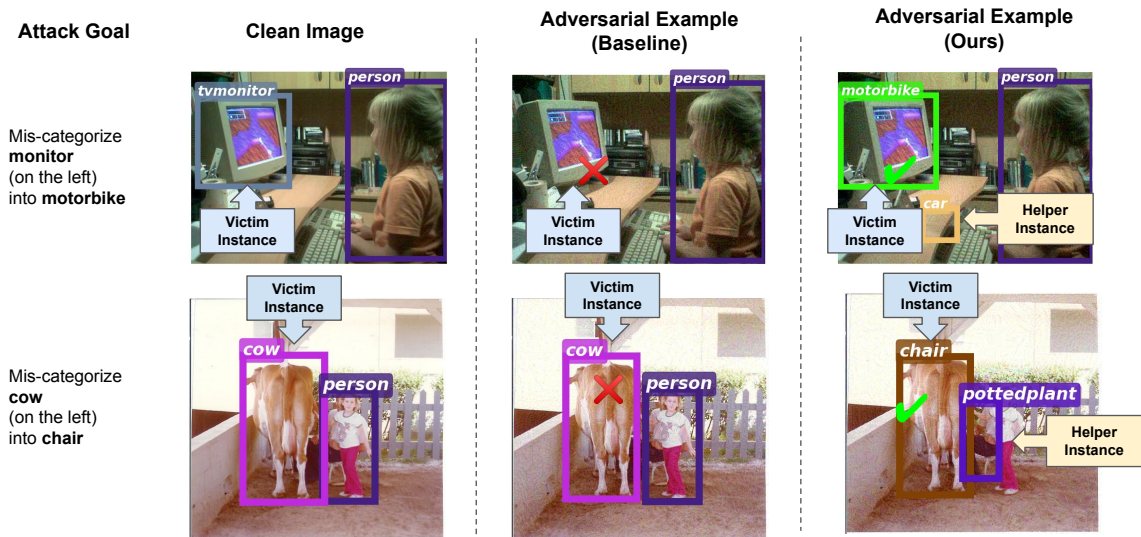 Attack Goal
Clean Image
Adversarial Example
(Baseline)
Adversarial Example
(Ours)
Mis-categorize
monitor
(on the left)
into motorbike
tvmonitor
person
Victim
Instance
person
Victim
Instance
motorbike
person
car
Victim
Instance
Helper
Instance
Mis-categorize
cow
(on the left)
into chair
Victim
Instance
cow
person
Victim
Instance
cow
person
Victim
Instance
chair
pottedplant
Helper
Instance